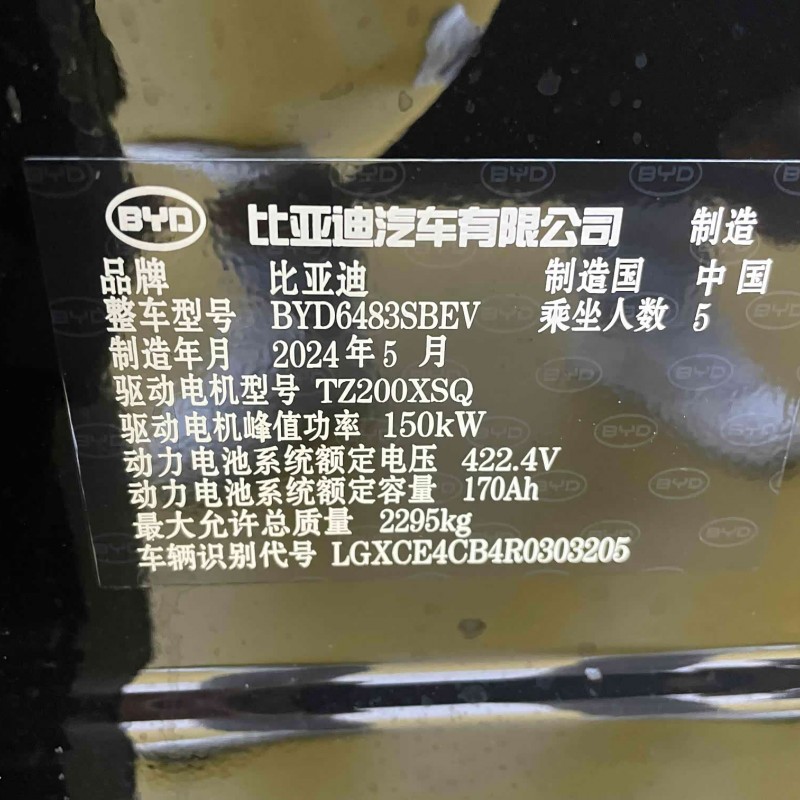 BYD 比亚迪汽车有限公司 制造
品牌 比亚迪 制造国 中国
整车型号 BYD6483SBEV 乘坐人数 5
制造年月 2024年5月
驱动电机型号 TZ200XSQ
驱动电机峰值功率 150kW
动力电池系统额定电压 422.4V
动力电池系统额定容量 170Ah
最大允许总质量 2295kg
车辆识别代号 LGXCE4CB4R0303205